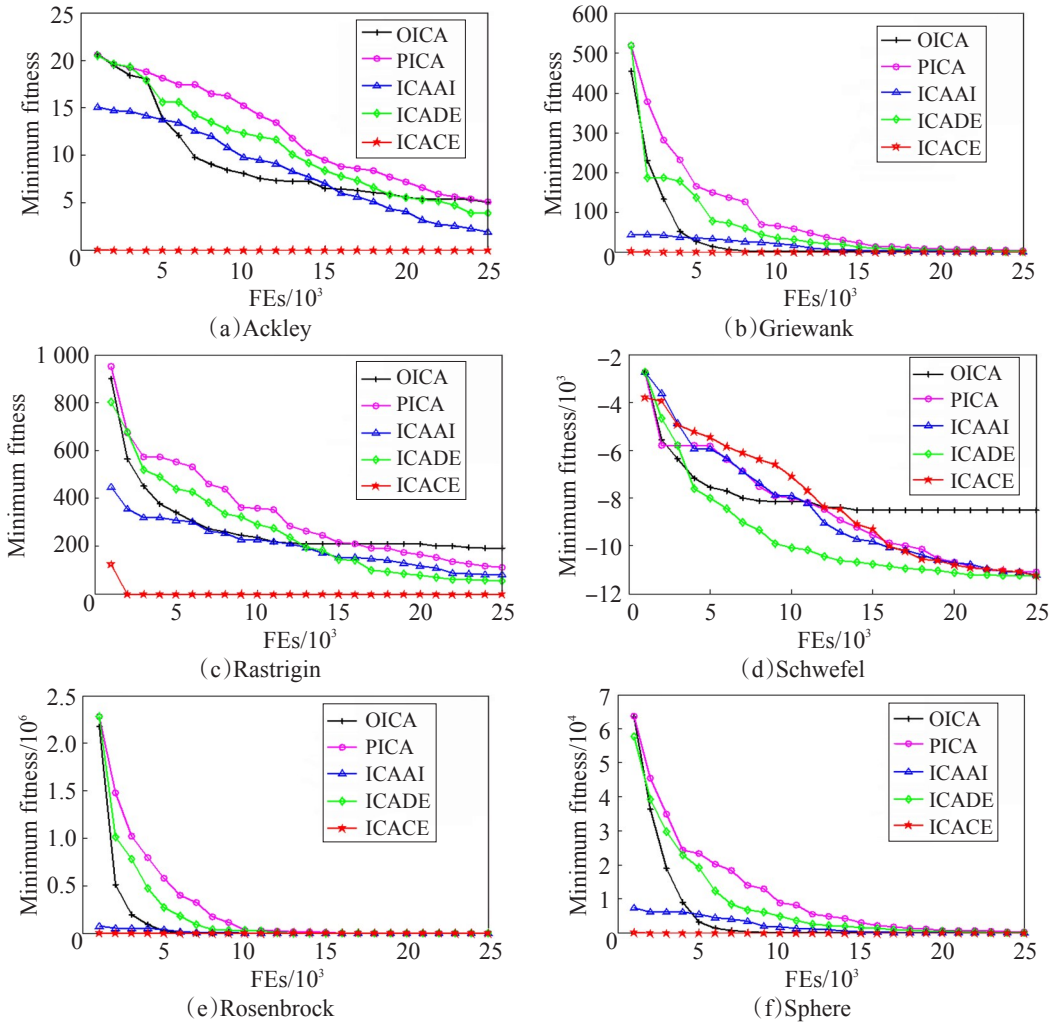 25
20
15
10
5
0
Minimum fitness
OICA
PICA
ICAAI
ICADE
ICACE
5 10 15 20 25
FEs/10³
(a)Ackley
600
500
400
300
200
100
0
Minimum fitness
OICA
PICA
ICAAI
ICADE
ICACE
5 10 15 20 25
FEs/10³
(b)Griewank
1 000
800
600
400
200
0
Minimum fitness
OICA
PICA
ICAAI
ICADE
ICACE
5 10 15 20 25
FEs/10³
(c)Rastrigin
−2
−4
−6
−8
−10
−12
Minimum fitness/10³
OICA
PICA
ICAAI
ICADE
ICACE
0 5 10 15 20 25
FEs/10³
(d)Schwefel
2.5
2.0
1.5
1.0
0.5
0
Minimum fitness/10⁶
OICA
PICA
ICAAI
ICADE
ICACE
5 10 15 20 25
FEs/10³
(e)Rosenbrock
7
6
5
4
3
2
1
0
Minimum fitness/10⁴
OICA
PICA
ICAAI
ICADE
ICACE
5 10 15 20 25
FEs/10³
(f)Sphere